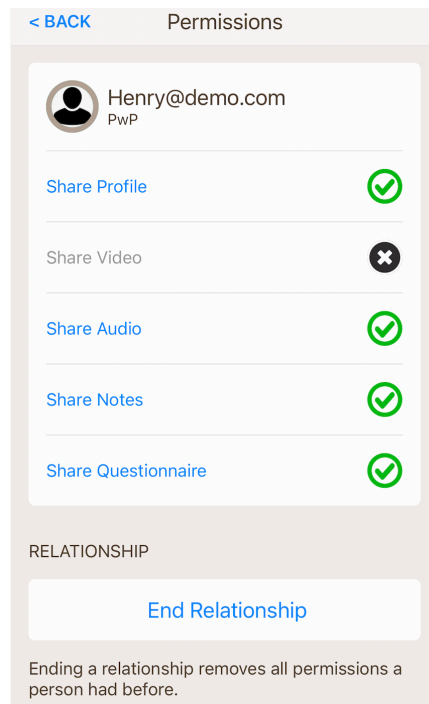 < BACK Permissions
Henry@demo.com
PwP
Share Profile
Share Video
Share Audio
Share Notes
Share Questionnaire
RELATIONSHIP
End Relationship
Ending a relationship removes all permissions a
person had before.